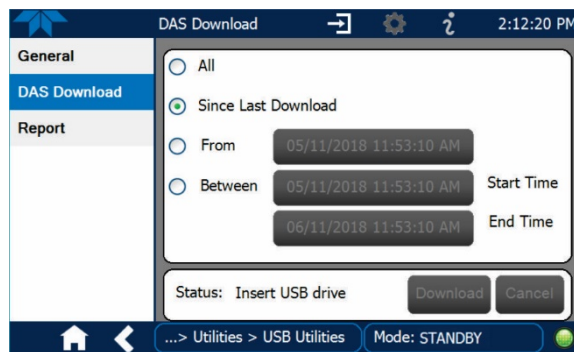 DAS Download 2:12:20 PM
General
DAS Download
Report
All
Since Last Download
From 05/11/2018 11:53:10 AM
Between 05/11/2018 11:53:10 AM Start Time
06/11/2018 11:53:10 AM End Time
Status: Insert USB drive Download Cancel
...> Utilities > USB Utilities Mode: STANDBY